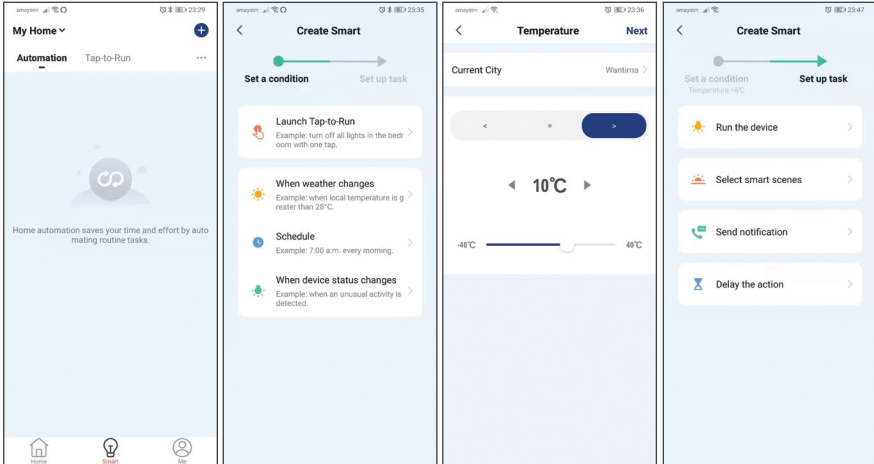 amaysim 23:29
My Home
Automation Tap-to-Run ...
Home automation saves your time and effort by auto
mating routine tasks.
Home Smart Me
amaysim 23:35
Create Smart
Set a condition Set up task
Launch Tap-to-Run
Example: turn off all lights in the bedr
oom with one tap.
When weather changes
Example: when local temperature is g
reater than 28°C.
Schedule
Example: 7:00 a.m. every morning.
When device status changes
Example: when an unusual activity is
detected.
amaysim 23:36
Temperature Next
Current City Wantirna
< = >
10°C
-40°C 40°C
amaysim 23:47
Create Smart
Set a condition Set up task
Run the device
Select smart scenes
Send notification
Delay the action